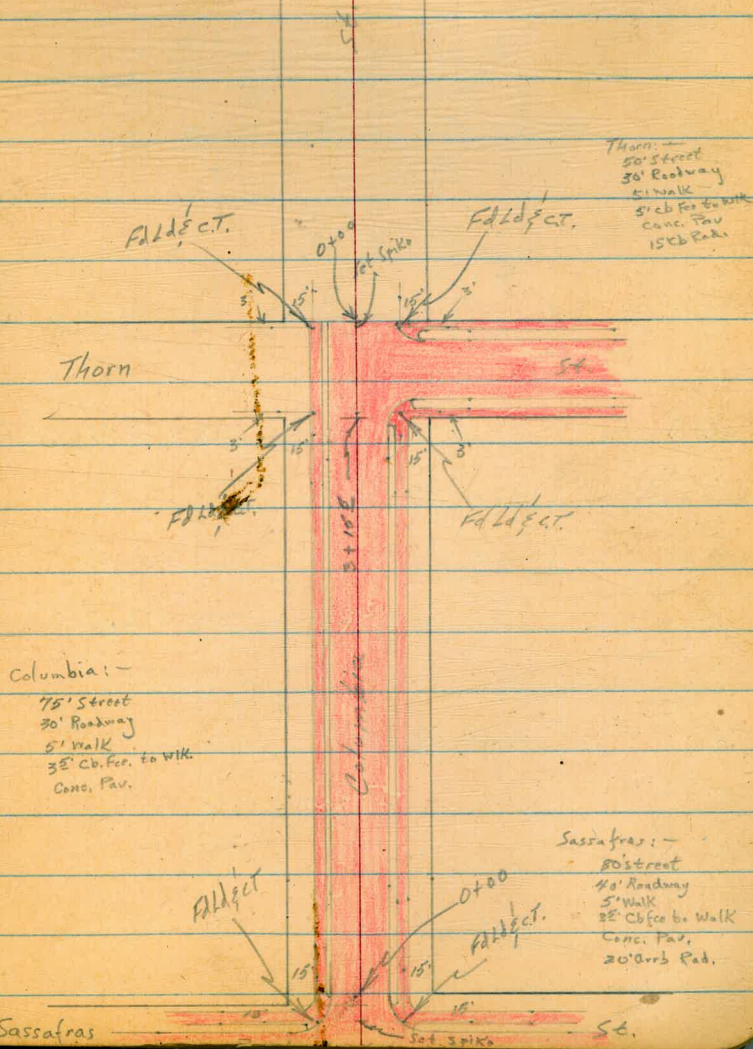 St
Thorn:-
50' Street
30' Roadway
5' Walk
5' cb Fce to Wlk
Conc. Pav
15' Cb Rad.
Fd Ld & C.T.
0+00
Set Spike
Fd Ld & C.T.
3'
15'
15'
3'
Thorn
St
3'
15'
15'
3'
Fd Ld & C.T.
3+15
Fd Ld & C.T.
Columbia:-
75' Street
30' Roadway
5' Walk
Cb. Fce. to Wlk.
Conc. Pav.
Columbia
Sassafras:-
80' street
40' Roadway
5' Walk
Cb fce to Walk
Conc. Pav.
20' Rad.
Fd Ld & C.T.
0+00
Fd Ld & C.T.
15'
15'
15'
15'
Sassafras
Set Spike
St.